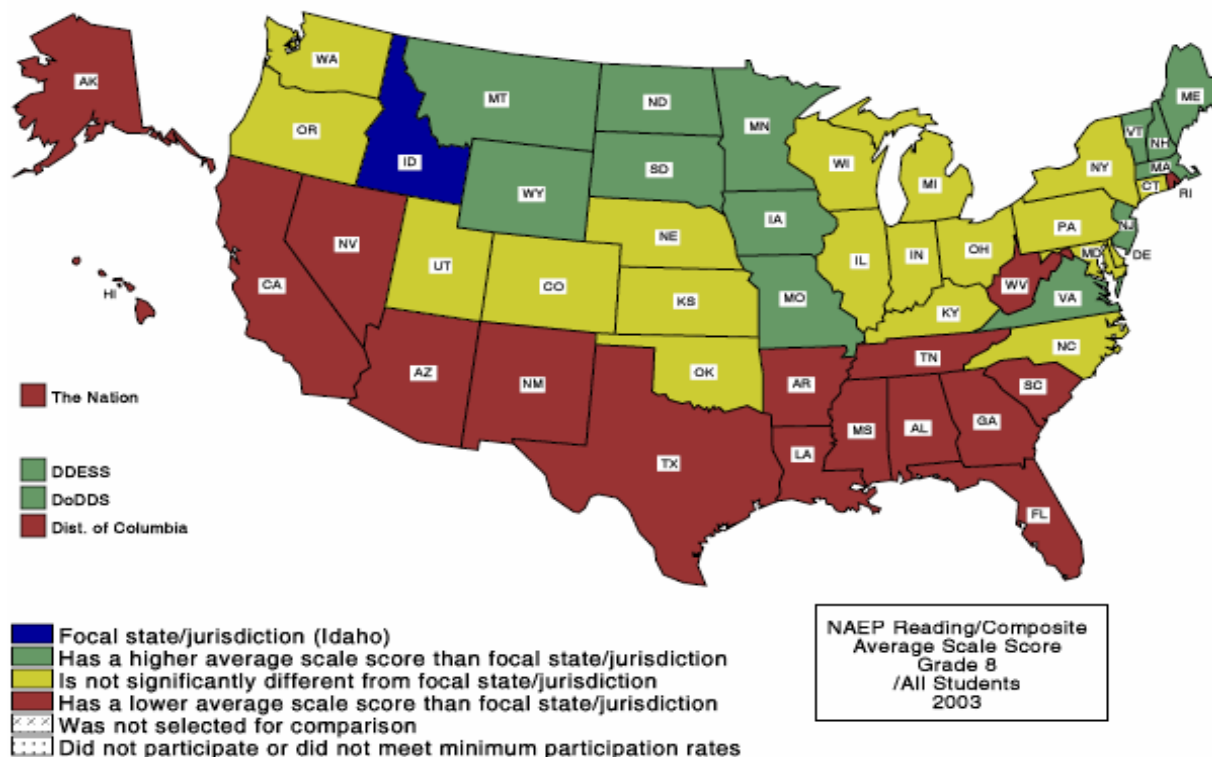 AK
WA
MT
ND
MN
ME
OR
ID
WY
SD
WI
MI
NY
VT
NH
MA
CT
RI
NV
UT
CO
NE
IA
IL
IN
OH
PA
NJ
MD
DE
CA
HI
KS
MO
KY
WV
VA
AZ
NM
OK
AR
TN
NC
SC
TX
LA
MS
AL
GA
FL
The Nation
DDESS
DoDDS
Dist. of Columbia
Focal state/jurisdiction (Idaho)
Has a higher average scale score than focal state/jurisdiction
Is not significantly different from focal state/jurisdiction
Has a lower average scale score than focal state/jurisdiction
Was not selected for comparison
Did not participate or did not meet minimum participation rates
NAEP Reading/Composite
Average Scale Score
Grade 8
/All Students
2003